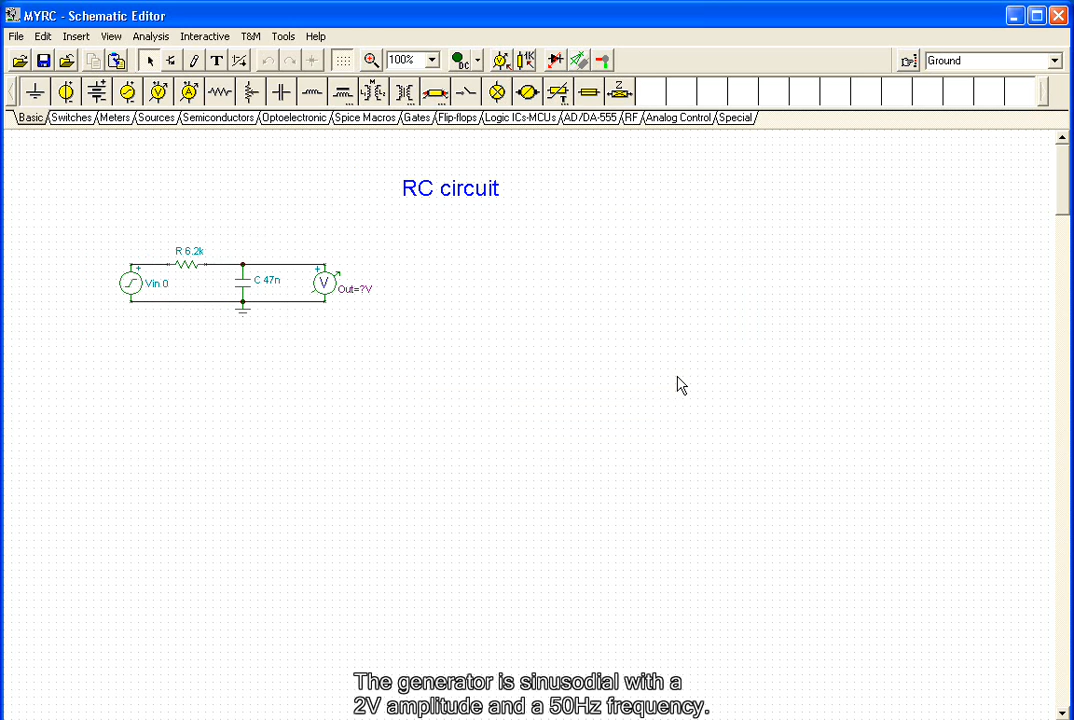 MYRC - Schematic Editor
File Edit Insert View Analysis Interactive T&M Tools Help
T 100% DC 1K Ground
V A M
Basic Switches Meters Sources Semiconductors Optoelectronic Spice Macros Gates Flip-flops Logic ICs-MCUs AD/DA-555 RF Analog Control Special
RC circuit
R 6.2k
Vin 0 + C 47n + V Out=?V
The generator is sinusodial with a
2V amplitude and a 50Hz frequency.